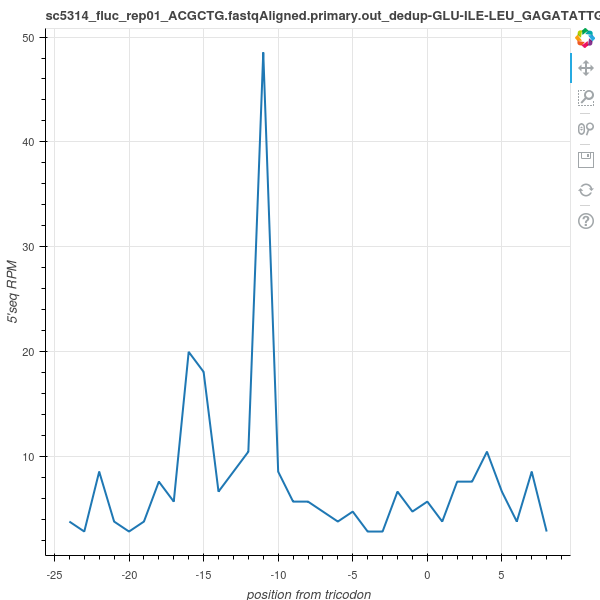 sc5314_fluc_rep01_ACGCTG.fastqAligned.primary.out_dedup-GLU-ILE-LEU_GAGATATTG
50
40
30
20
10
5'seq RPM
-25 -20 -15 -10 -5 0 5
position from tricodon